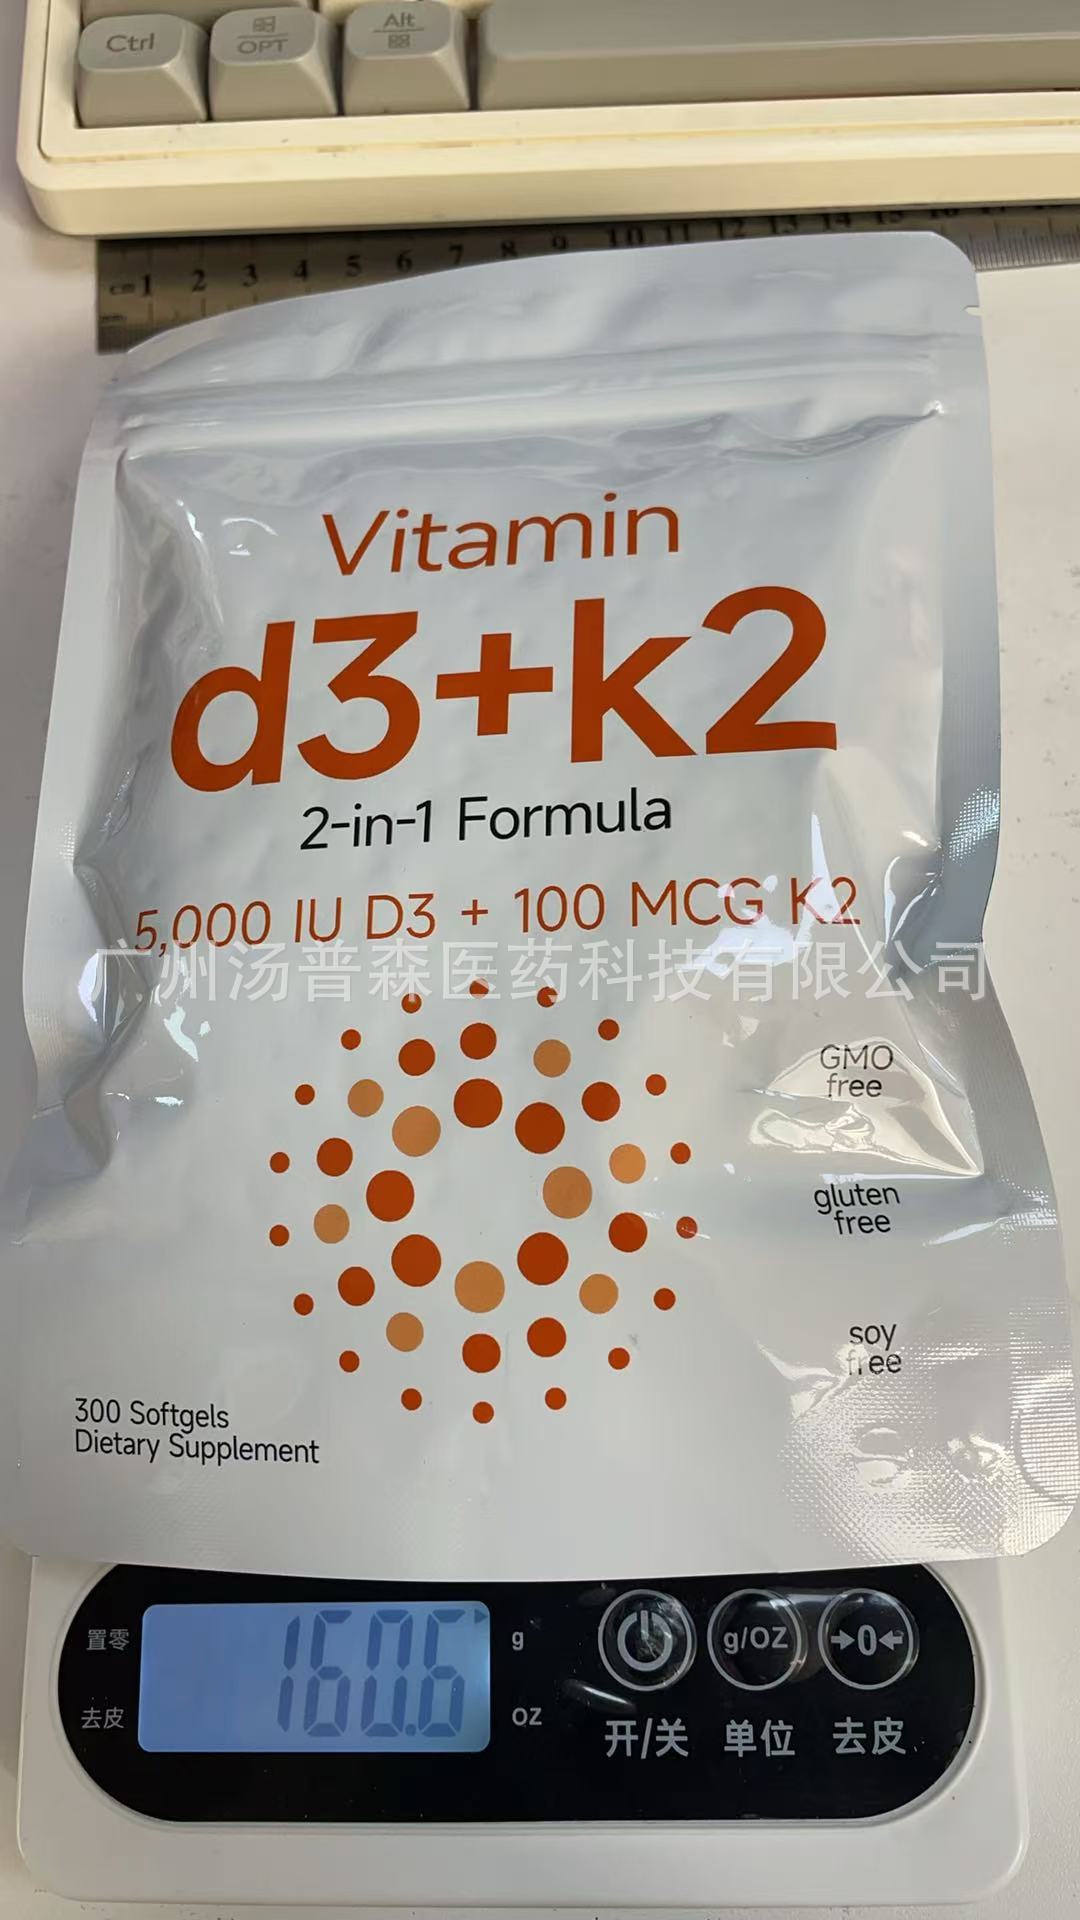 Ctrl
OPT
Alt
cm 1 2 3 4 5 6 7 8 9 10 11 12 13 14 15 16
Vitamin
d3+k2
2-in-1 Formula
5,000 IU D3 + 100 MCG K2
广州汤普森医药科技有限公司
GMO
free
gluten
free
soy
free
300 Softgels
Dietary Supplement
置零
160.6
g
g/OZ
→0←
去皮
OZ
开/关
单位
去皮